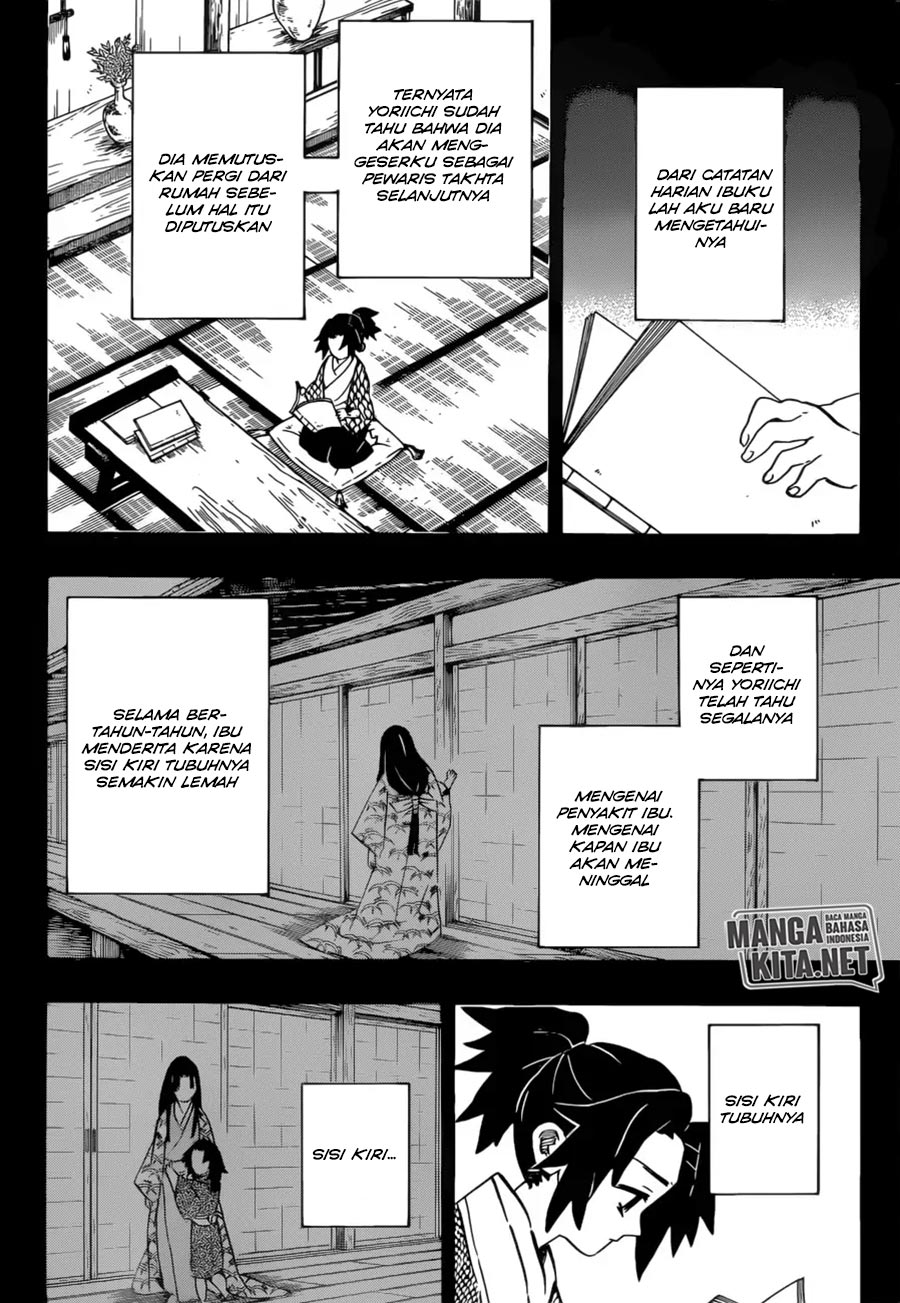 DARI CATATAN
HARIAN IBUKU
LAH AKU BARU
MENGETAHUI-
NYA
TERNYATA
YORIICHI SUDAH
TAHU BAHWA DIA
AKAN MENG-
GESERKU SEBAGAI
PEWARIS TAKHTA
SELANJUTNYA
DIA MEMUTUS-
KAN PERGI DARI
RUMAH SEBE-
LUM HAL ITU
DIPUTUSKAN
DAN
SEPERTI-
NYA YORIICHI
TELAH TAHU
SEGALANYA
MENGENAI
PENYAKIT IBU.
MENGENAI
KAPAN IBU
AKAN ME-
NINGGAL
SELAMA BER-
TAHUN-TAHUN, IBU
MENDERITA KARENA
SISI KIRI TUBUHNYA
SEMAKIN LEMAH
MANGA
BACA MANGA
BAHASA
INDONESIA
KITA.NET
SISI KIRI
TUBUHNYA
SISI KIRI...